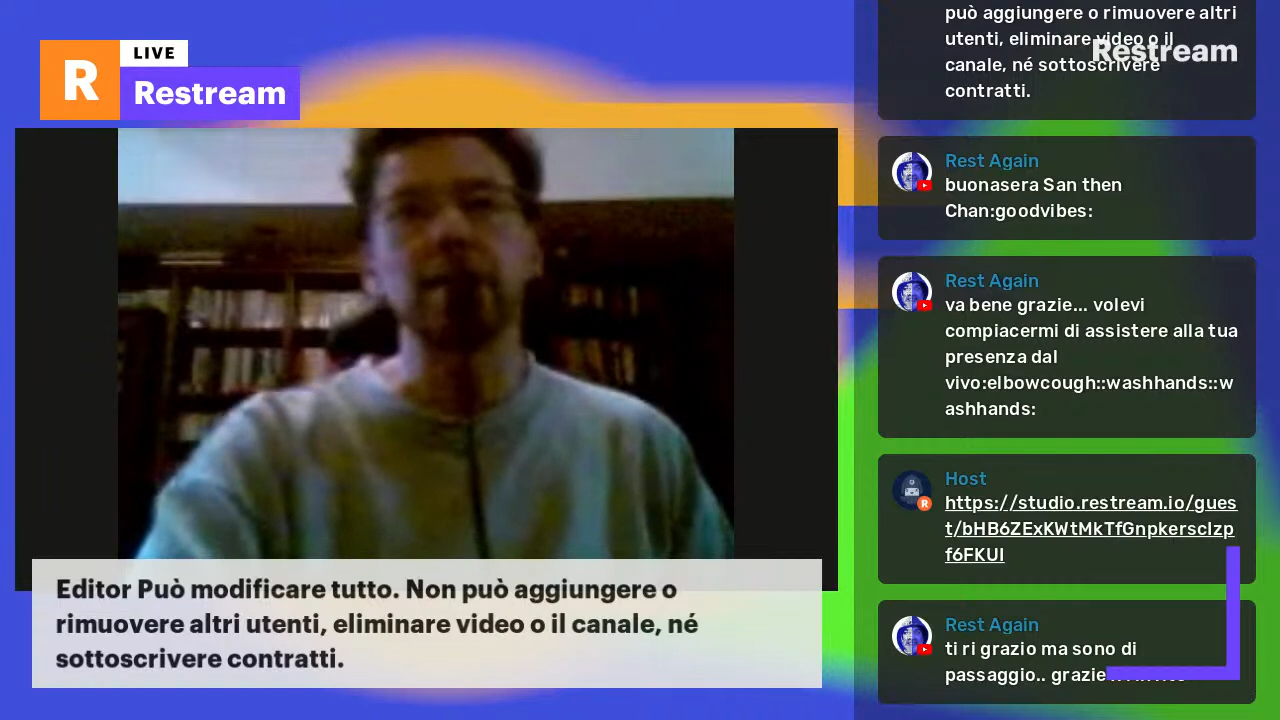 R
LIVE
Restream
Editor Può modificare tutto. Non può aggiungere o
rimuovere altri utenti, eliminare video o il canale, né
sottoscrivere contratti.
può aggiungere o rimuovere altri
utenti, eliminare video o il
canale, né sottoscrivere
contratti.
Restream
Rest Again
buonasera San then
Chan:goodvibes:
Rest Again
va bene grazie... volevi
compiacermi di assistere alla tua
presenza dal
vivo:elbowcough::washhands::w
ashhands:
Host
https://studio.restream.io/gues
t/bHB6ZExKWtMkTfGnpkerscIzp
f6FKUI
Rest Again
ti ri grazio ma sono di
passaggio.. grazie